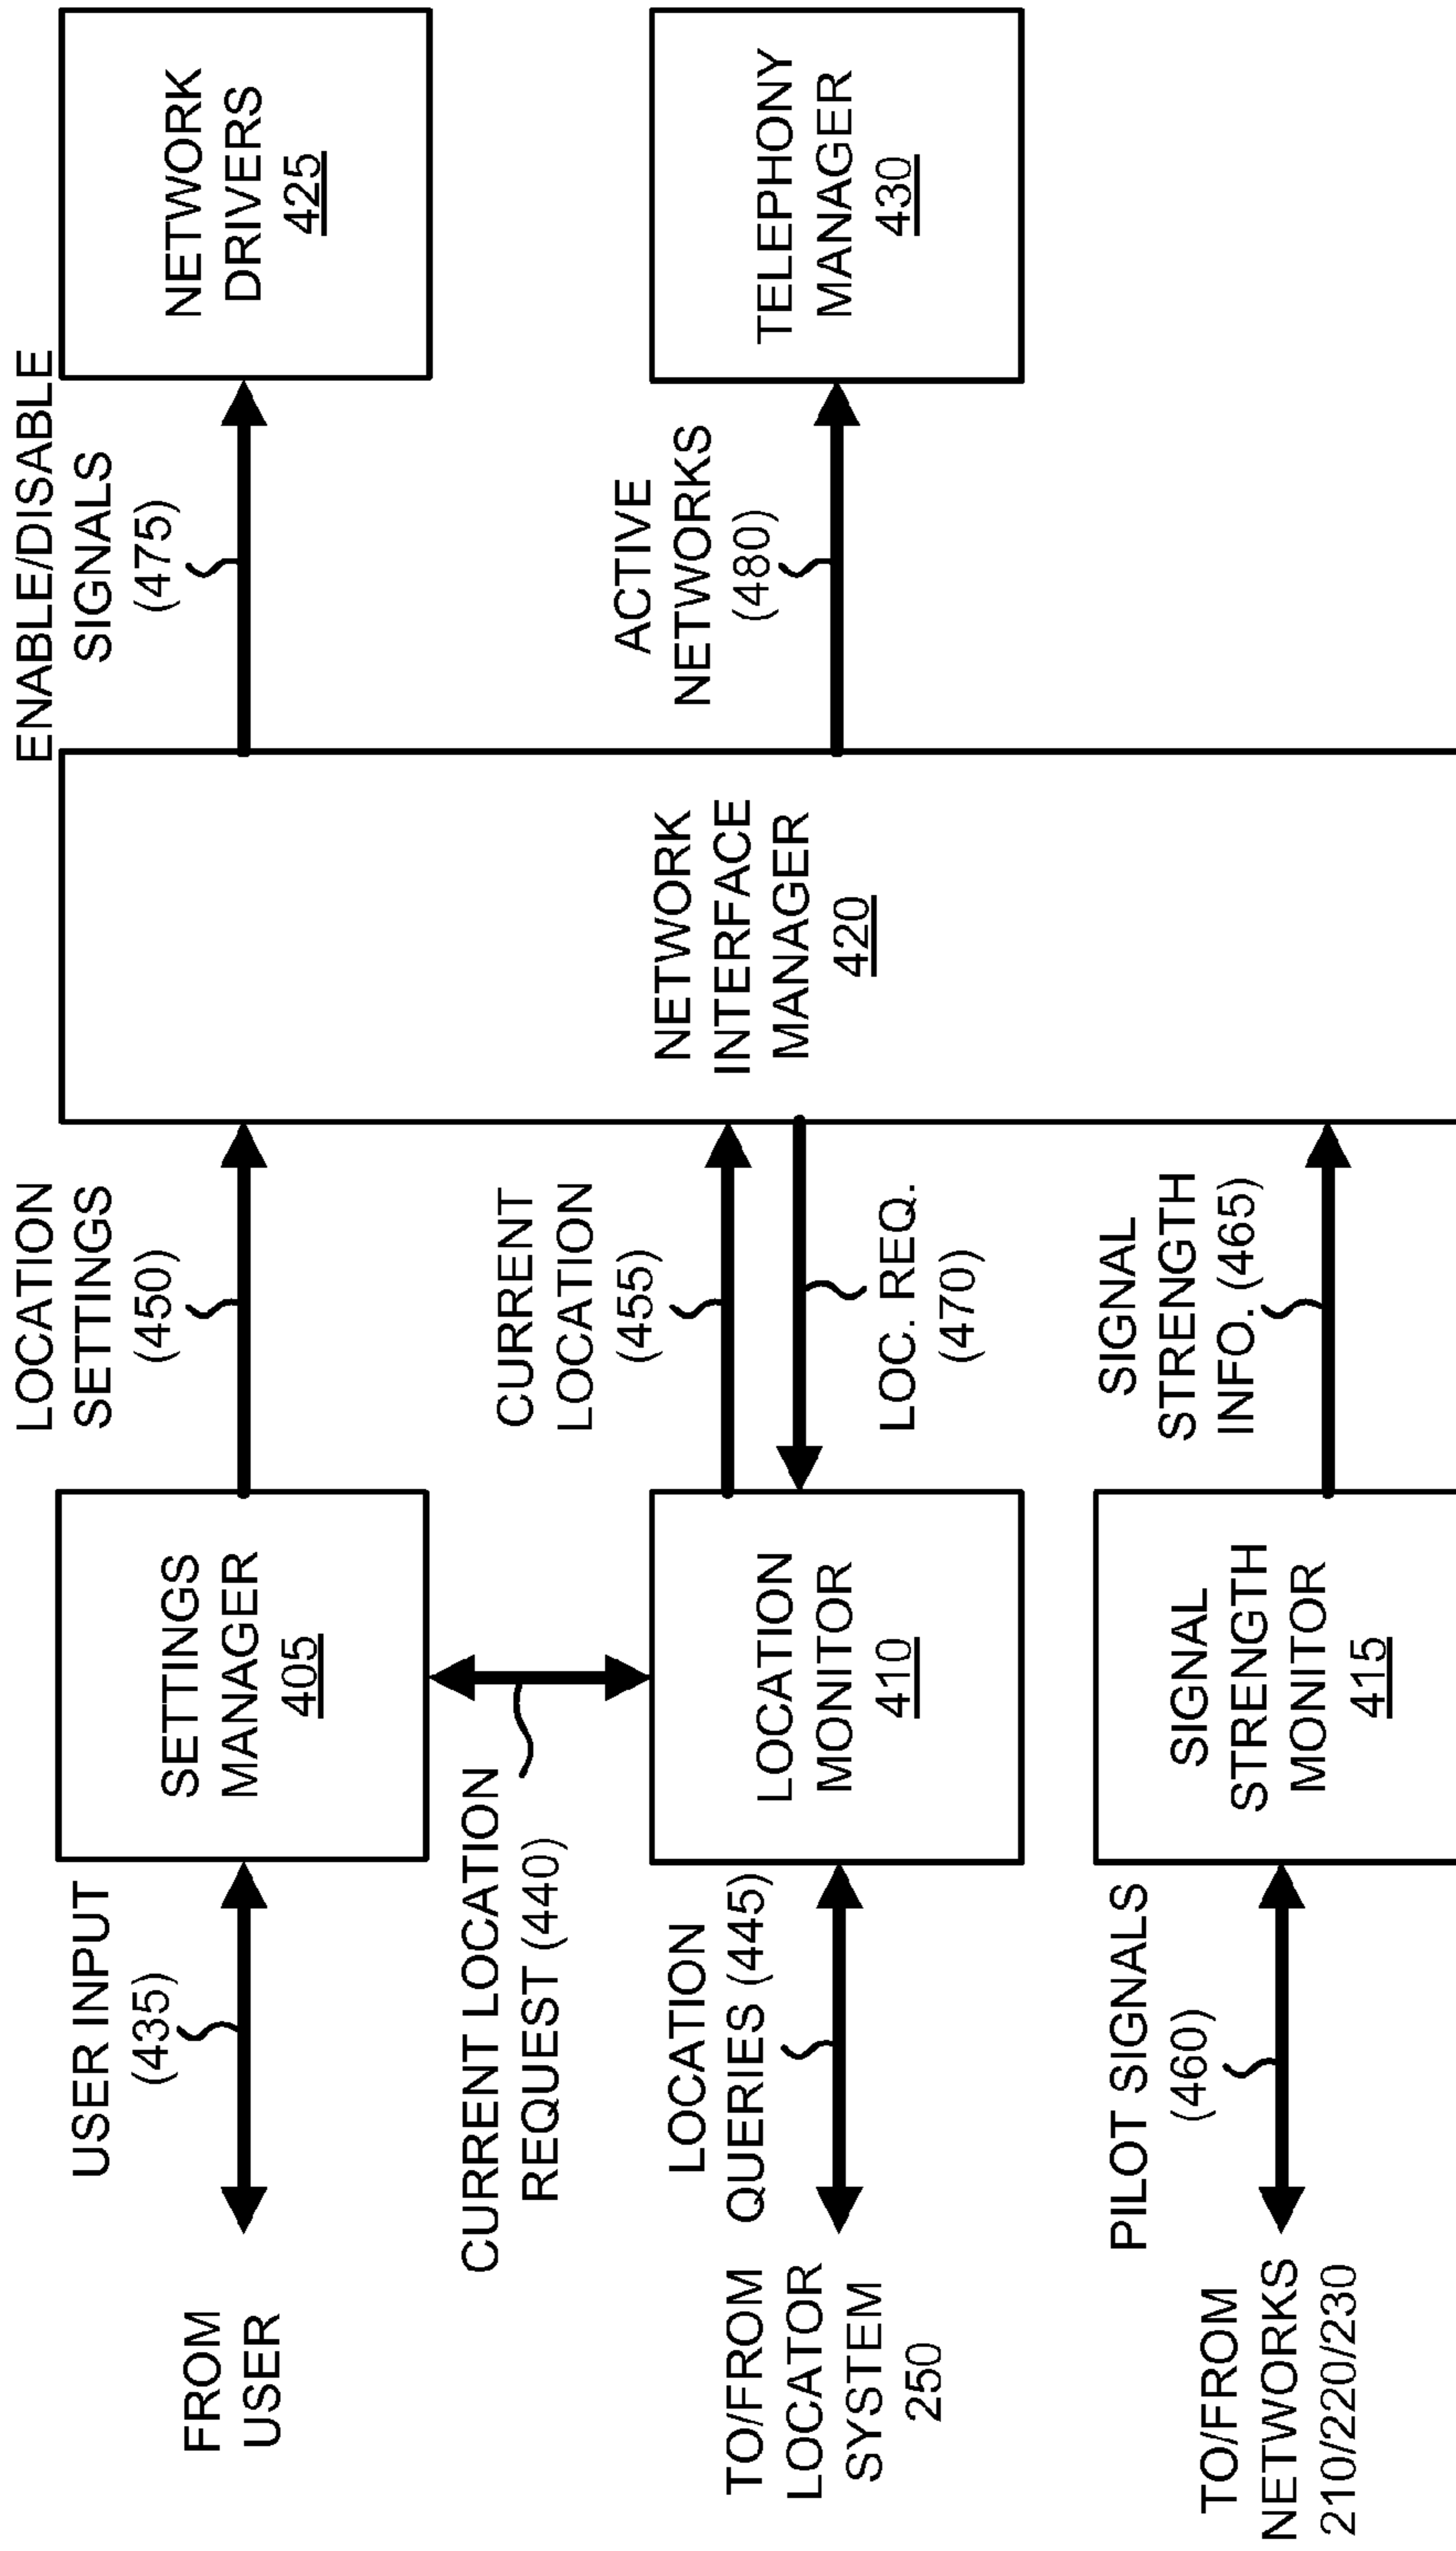 FROM
USER
USER INPUT
(435)
SETTINGS
MANAGER
405
LOCATION
SETTINGS
(450)
ENABLE/DISABLE
SIGNALS
(475)
NETWORK
DRIVERS
425
CURRENT LOCATION
REQUEST (440)
TO/FROM
LOCATOR
SYSTEM
250
LOCATION
QUERIES (445)
LOCATION
MONITOR
410
CURRENT
LOCATION
(455)
LOC. REQ.
(470)
NETWORK
INTERFACE
MANAGER
420
ACTIVE
NETWORKS
(480)
TELEPHONY
MANAGER
430
TO/FROM
NETWORKS
210/220/230
PILOT SIGNALS
(460)
SIGNAL
STRENGTH
MONITOR
415
SIGNAL
STRENGTH
INFO. (465)